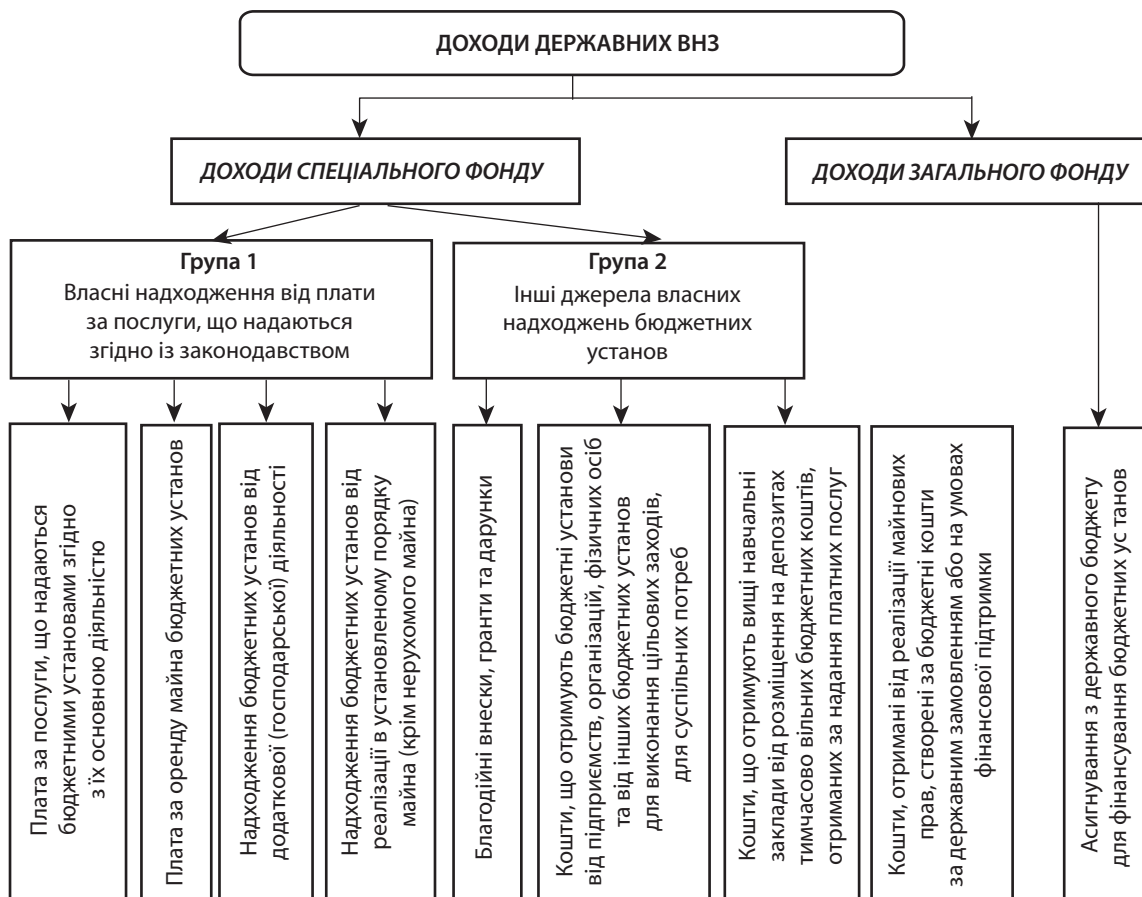 ДОХОДИ ДЕРЖАВНИХ ВНЗ
ДОХОДИ СПЕЦІАЛЬНОГО ФОНДУ
ДОХОДИ ЗАГАЛЬНОГО ФОНДУ
Група 1
Власні надходження від плати
за послуги, що надаються
згідно із законодавством
Група 2
Інші джерела власних
надходжень бюджетних
установ
Плата за послуги, що надаються
бюджетними установами згідно
з їх основною діяльністю
Плата за оренду майна бюджетних установ
Надходження бюджетних установ від
додаткової (господарської) діяльності
Надходження бюджетних установ від
реалізації в установленому порядку
майна (крім нерухомого майна)
Благодійні внески, гранти та дарунки
Кошти, що отримують бюджетні установи
від підприємств, організацій, фізичних осіб
та від інших бюджетних установ
для виконання цільових заходів,
для суспільних потреб
Кошти, що отримують вищі навчальні
заклади від розміщення на депозитах
тимчасово вільних бюджетних коштів,
отриманих за надання платних послуг
Кошти, отримані від реалізації майнових
прав, створені за бюджетні кошти
за державним замовленням або на умовах
фінансової підтримки
Асигнування з державного бюджету
для фінансування бюджетних ус танов